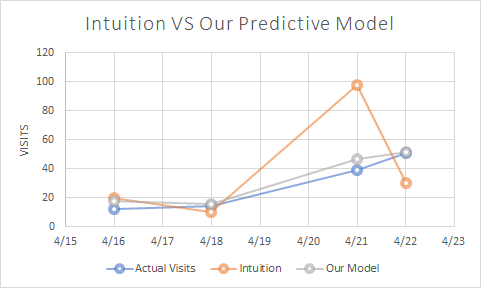 Intuition VS Our Predictive Model
120
100
80
60
40
20
0
VISITS
4/15 4/16 4/17 4/18 4/19 4/20 4/21 4/22 4/23
Actual Visits Intuition Our Model